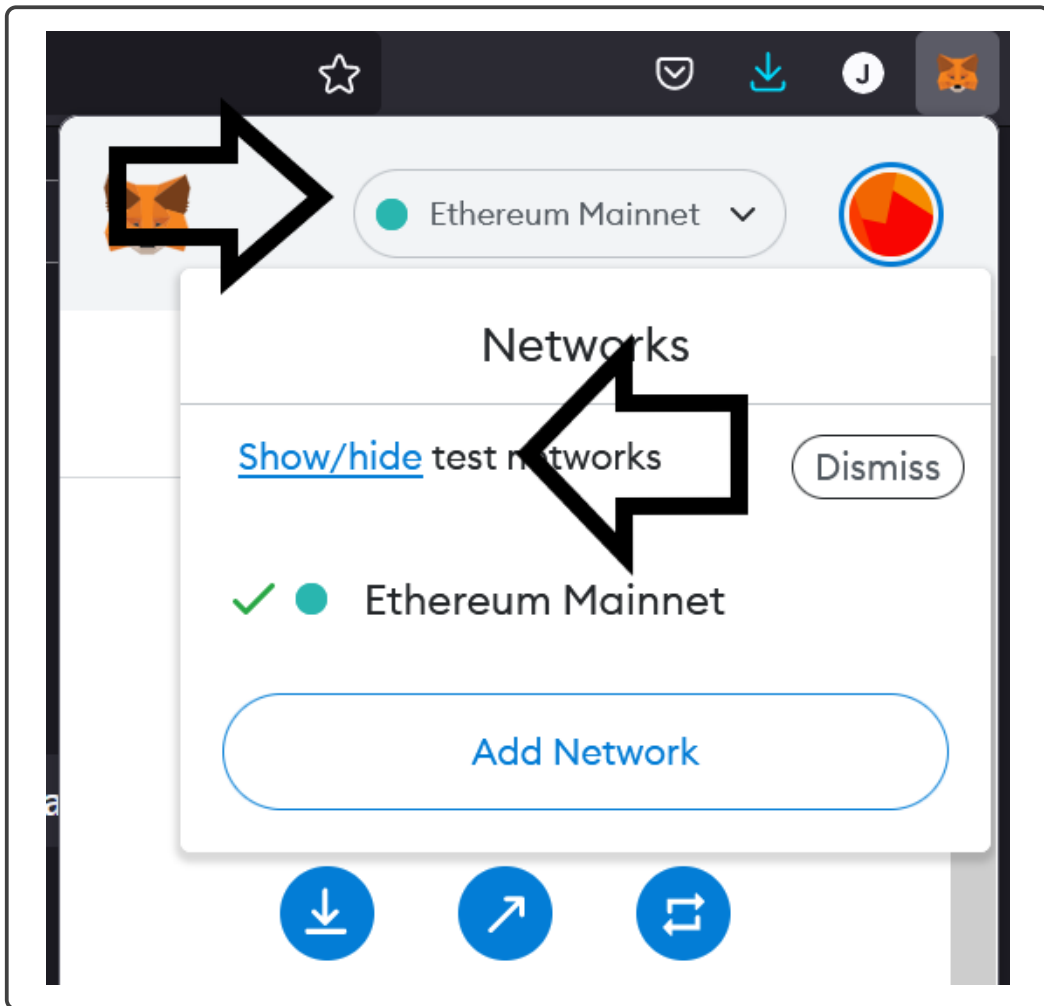 J
Ethereum Mainnet
Networks
Show/hide test networks
Dismiss
Ethereum Mainnet
Add Network
a